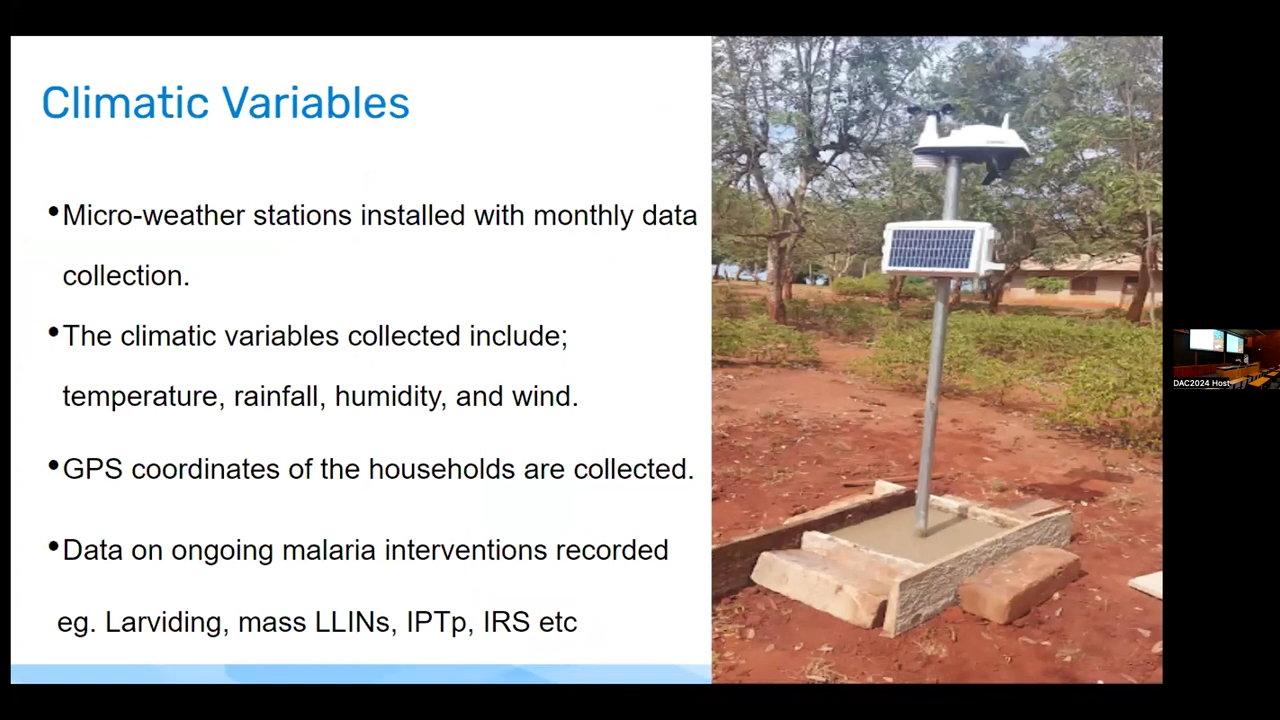 Climatic Variables
•Micro-weather stations installed with monthly data
collection.
•The climatic variables collected include;
temperature, rainfall, humidity, and wind.
•GPS coordinates of the households are collected.
•Data on ongoing malaria interventions recorded
eg. Larviding, mass LLINs, IPTp, IRS etc
DAC2024 Host